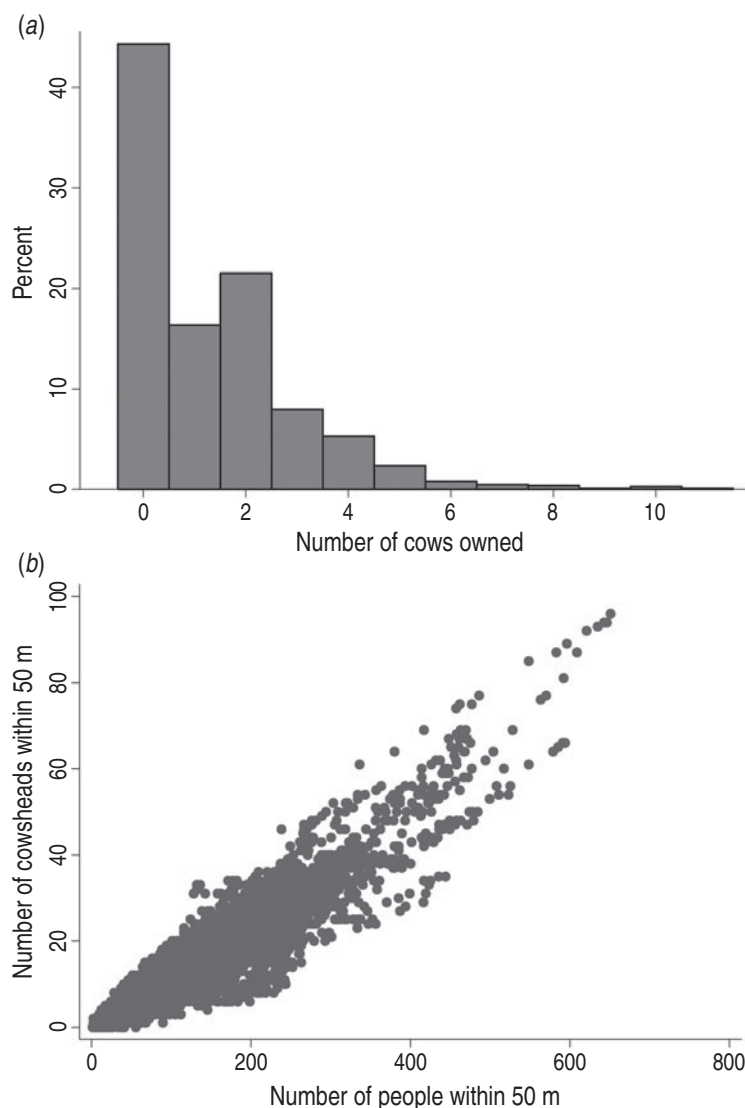 (a)
40
30
20
10
0
Percent
0 2 4 6 8 10
Number of cows owned
(b)
100
80
60
40
20
0
Number of cowsheads within 50 m
0 200 400 600 800
Number of people within 50 m